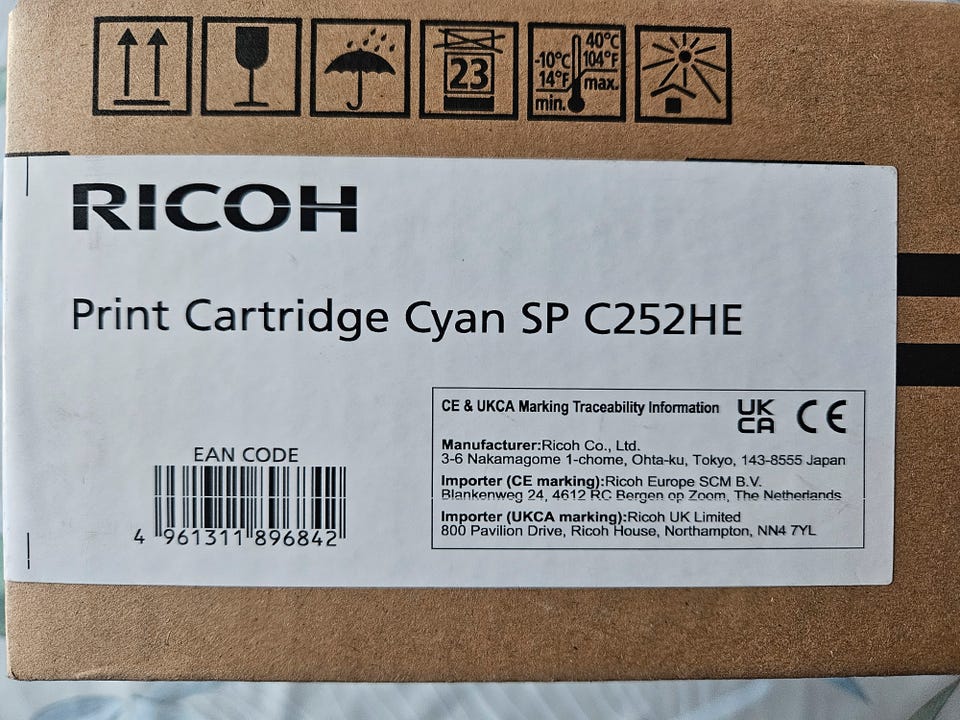 23
-10°C
14°F
min.
40°C
104°F
max.
RICOH
Print Cartridge Cyan SP C252HE
CE & UKCA Marking Traceability Information
UK
CA
CE
Manufacturer:Ricoh Co., Ltd.
3-6 Nakamagome 1-chome, Ohta-ku, Tokyo, 143-8555 Japan
Importer (CE marking):Ricoh Europe SCM B.V.
Blankenweg 24, 4612 RC Bergen op Zoom, The Netherlands
Importer (UKCA marking):Ricoh UK Limited
800 Pavilion Drive, Ricoh House, Northampton, NN4 7YL
EAN CODE
4 961311 896842